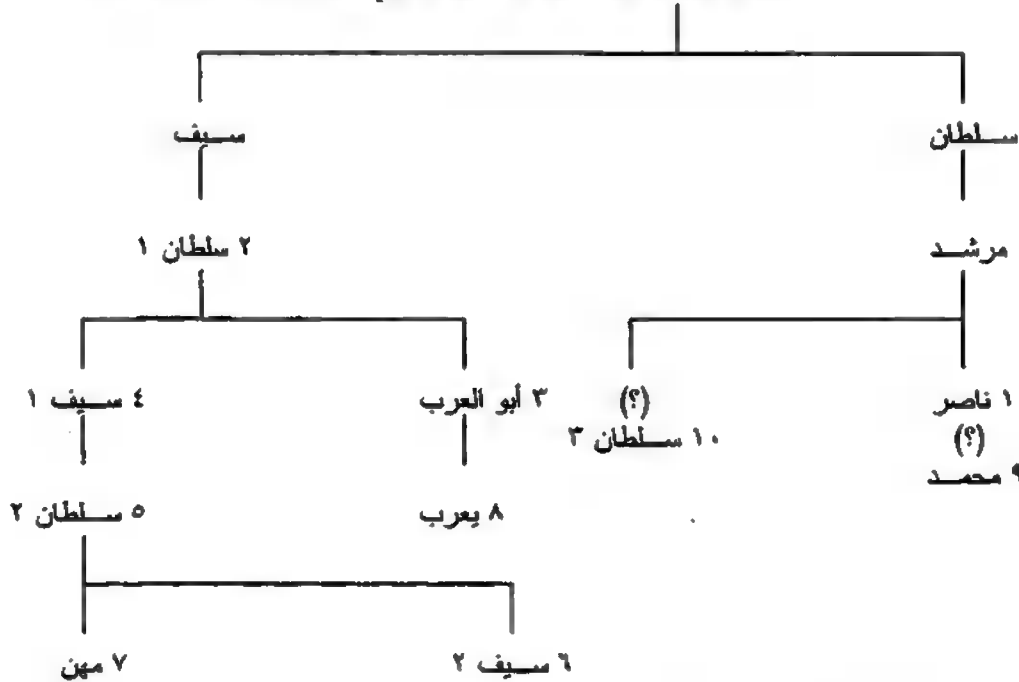 سلطان سيف
مرشد ٢ سلطان ١
١ ناصر (؟) ٣ أبو العرب ٤ سيف ١
(؟) ١٠ سلطان ٣
٩ محمد
٨ يعرب ٥ سلطان ٢
٦ سيف ٢ ٧ مهن